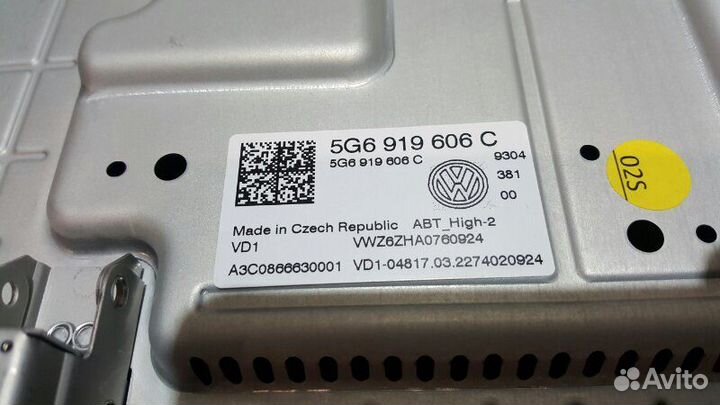 5G6 919 606 C
5G6 919 606 C
9304
381
00
Made in Czech Republic ABT_High-2
VD1 VWZ6ZHA0760924
A3C0866630001 VD1-04817.03.2274020924
02S
Avito